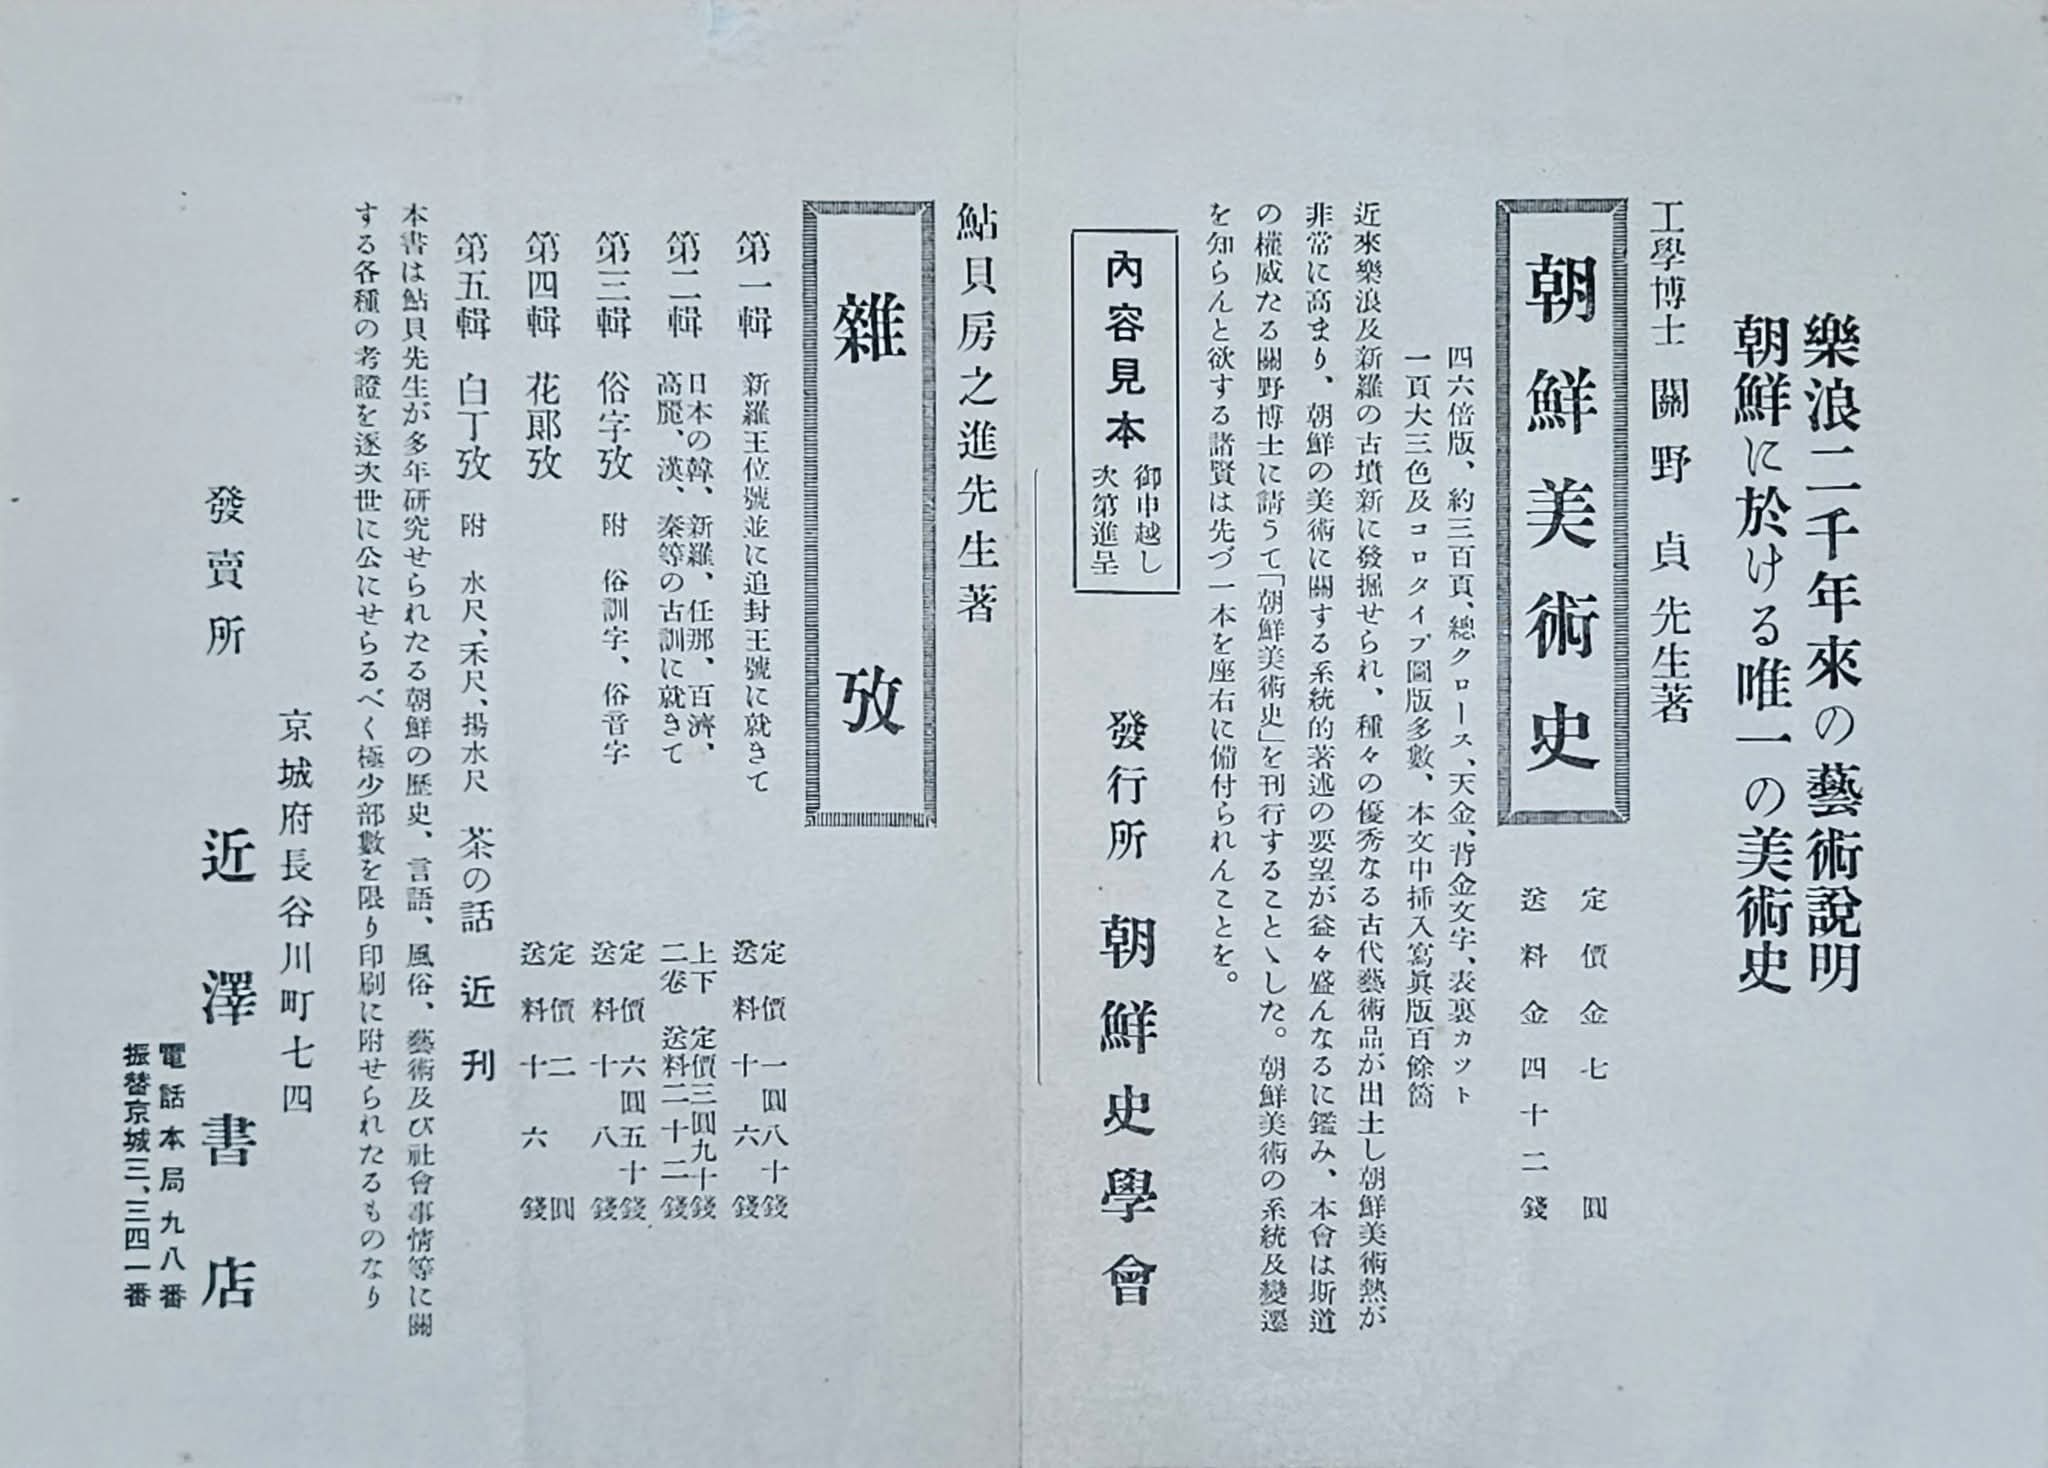 樂浪二千年來の藝術說明
朝鮮に於ける唯一の美術史
工學博士 關野貞先生著
朝鮮美術史
定價金七圓
送料金四十二錢
四六倍版、約三百頁、總クロース、天金、背金文字、表裏カット
一頁大三色及コロタイプ圖版多數、本文中挿入寫眞版百餘箇
近來樂浪及新羅の古墳新に發掘せられ、種々の優秀なる古代藝術品が出土し朝鮮美術熱が
非常に高まり、朝鮮の美術に關する系統的著述の要望が益々盛んなるに鑑み、本會は斯道
の權威たる關野博士に請うて「朝鮮美術史」を刊行することゝした。朝鮮美術の系統及變遷
を知らんと欲する諸賢は先づ一本を座右に備付られんことを。
內容見本
御申越し
次第進呈
發行所 朝鮮史學會
鮎貝房之進先生著
雜攷
第一輯 新羅王位號並に追封王號に就きて
定價一圓八十錢
送料十六錢
第二輯
日本の韓、新羅、任那、百濟、
高麗、漢、秦等の古訓に就きて
上下
二卷
定價三圓九十錢
送料二十二錢
第三輯 俗字攷 附 俗訓字、俗音字
定價六圓五十錢
送料十八錢
第四輯 花郞攷
定價二圓
送料十六錢
第五輯 白丁攷 附 水尺、禾尺、揚水尺 茶の話 近刊
本書は鮎貝先生が多年硏究せられたる朝鮮の歷史、言語、風俗、藝術及び社會事情等に關
する各種の考證を逐次世に公にせらるべく極少部數を限り印刷に附せられたるものなり
京城府長谷川町七四
發賣所 近澤書店
電話本局九八番
振替京城三、三四一番